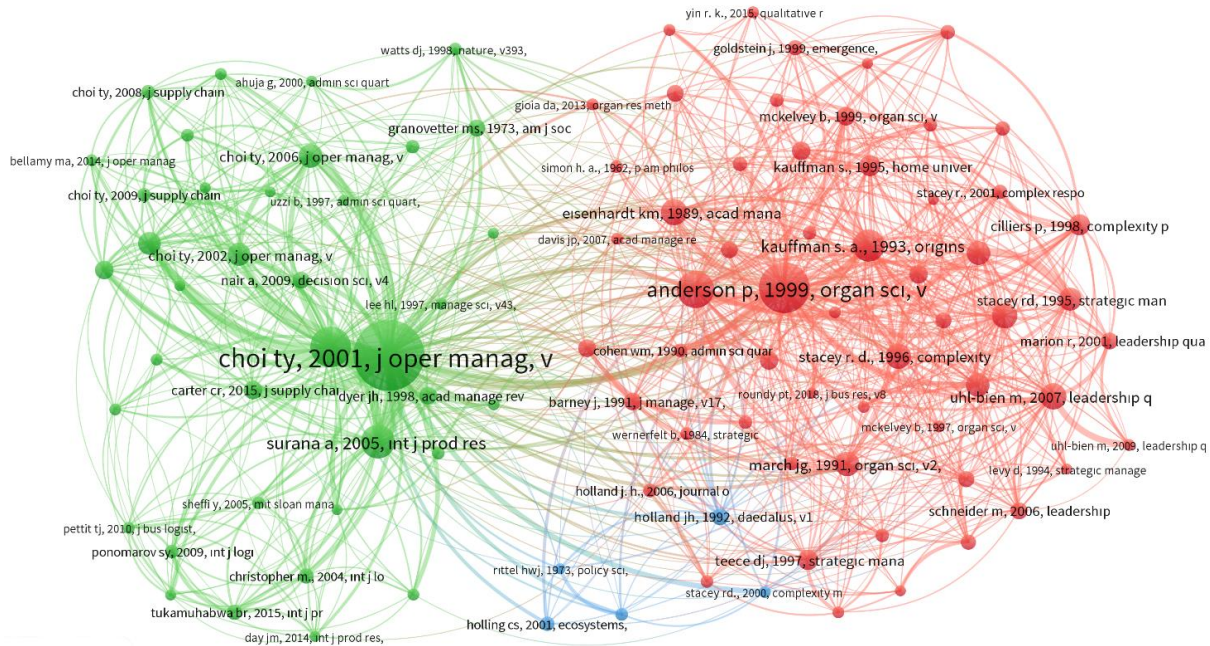 yin r. k., 2015, qualitative r
watts dj, 1998, nature, v393,
goldstein j, 1999, emergence,
ahuja g, 2000, admin sci quart
choi ty, 2008, j supply chain
gioia da, 2013, organ res meth
mckelvey b, 1999, organ sci, v
granovetter ms, 1973, am j soc
choi ty, 2006, j oper manag, v
bellamy ma, 2014, j oper manag
simon h. a., 1962, p am philos
kauffman s., 1995, home univer
choi ty, 2009, j supply chain
stacey r., 2001, complex respo
uzzi b, 1997, admin sci quart,
eisenhardt km, 1989, acad mana
cilliers p, 1998, complexity p
davis jp, 2007, acad manage re
kauffman s. a., 1993, origins
choi ty, 2002, j oper manag, v
nair a, 2009, decision sci, v4
anderson p, 1999, organ sci, v
stacey rd, 1995, strategic man
lee hl, 1997, manage sci, v43,
marion r, 2001, leadership qua
cohen wm, 1990, admin sci quar
choi ty, 2001, j oper manag, v
stacey r. d., 1996, complexity
carter cr, 2015, j supply chai
dyer jh, 1998, acad manage rev
roundy pt, 2018, j bus res, v8
barney j, 1991, j manage, v17,
uhl-bien m, 2007, leadership q
mckelvey b, 1997, organ sci, v
wernerfelt b, 1984, strategic
surana a, 2005, int j prod res
uhl-bien m, 2009, leadership q
march jg, 1991, organ sci, v2,
levy d, 1994, strategic manage
holland j. h., 2006, journal o
sheffi y, 2005, mit sloan mana
schneider m, 2006, leadership
holland jh, 1992, daedalus, v1
pettit tj, 2010, j bus logist,
ponomarov sy, 2009, int j logi
teece dj, 1997, strategic mana
rittel hwj, 1973, policy sci,
christopher m., 2004, int j lo
stacey rd., 2000, complexity m
tukamuhabwa br, 2015, int j pr
holling cs, 2001, ecosystems,
day jm, 2014, int j prod res,